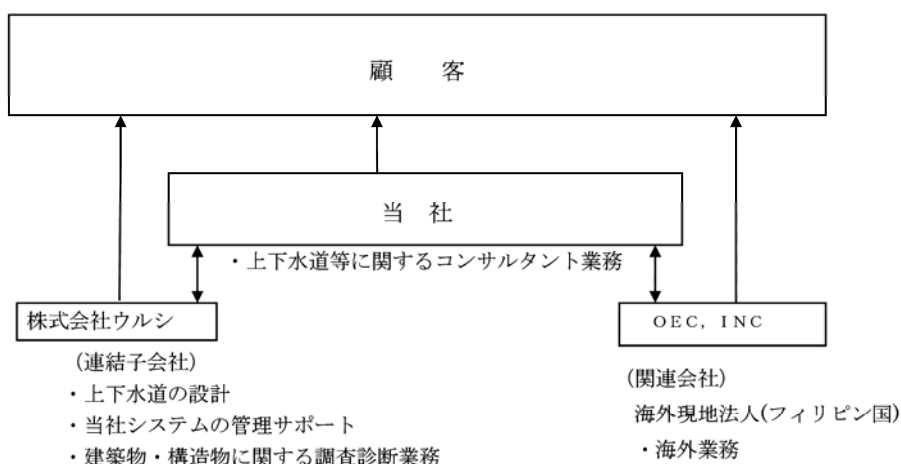 顧　　客
当　社
・上下水道等に関するコンサルタント業務
株式会社ウルシ
(連結子会社)
・上下水道の設計
・当社システムの管理サポート
・建築物・構造物に関する調査診断業務
ＯＥＣ，ＩＮＣ
(関連会社)
海外現地法人(フィリピン国)
・海外業務